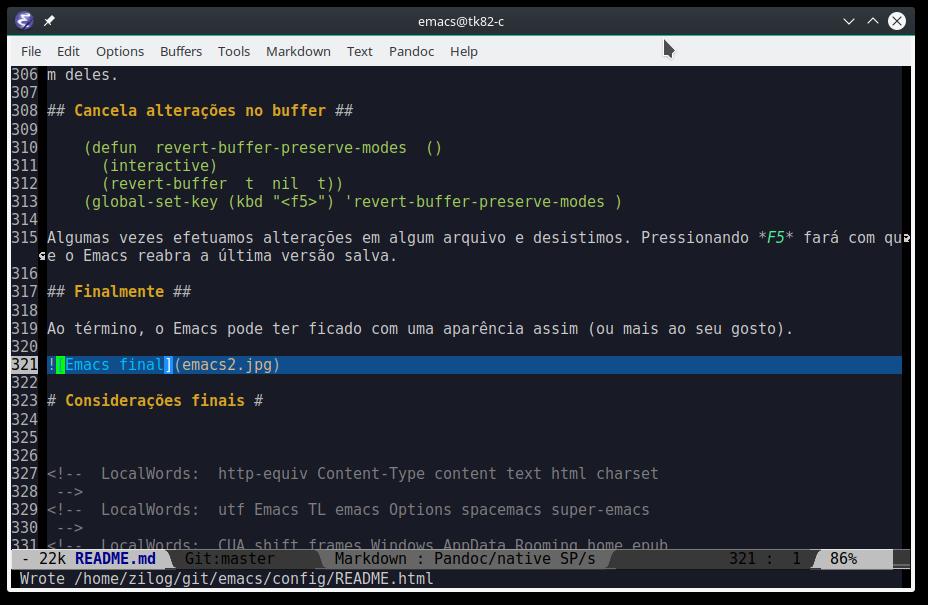 emacs@tk82-c
File Edit Options Buffers Tools Markdown Text Pandoc Help
306 m deles.
307
308 ## Cancela alterações no buffer ##
309
310 (defun revert-buffer-preserve-modes ()
311 (interactive)
312 (revert-buffer t nil t))
313 (global-set-key (kbd "<f5>") 'revert-buffer-preserve-modes )
314
315 Algumas vezes efetuamos alterações em algum arquivo e desistimos. Pressionando *F5* fará com qu
e o Emacs reabra a última versão salva.
316
317 ## Finalmente ##
318
319 Ao término, o Emacs pode ter ficado com uma aparência assim (ou mais ao seu gosto).
320
321 ![Emacs final](emacs2.jpg)
322
323 # Considerações finais #
324
325
326
327 <!-- LocalWords: http-equiv Content-Type content text html charset
328 -->
329 <!-- LocalWords: utf Emacs TL emacs Options spacemacs super-emacs
330 -->
331 <!-- LocalWords: CUA shift frames Windows AppData Roaming home epub
- 22k README.md Git:master Markdown : Pandoc/native SP/s 321 : 1 86%
Wrote /home/zilog/git/emacs/config/README.html